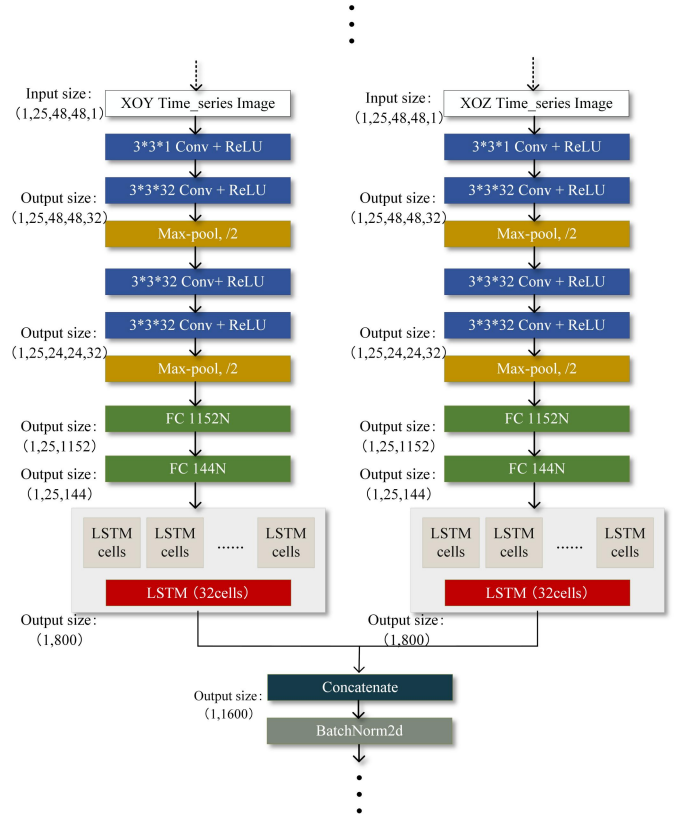 Input size：
（1,25,48,48,1）
XOY Time_series Image
3*3*1 Conv + ReLU
3*3*32 Conv + ReLU
Output size：
（1,25,48,48,32）
Max-pool, /2
3*3*32 Conv+ ReLU
3*3*32 Conv + ReLU
Output size：
（1,25,24,24,32）
Max-pool, /2
FC 1152N
Output size：
（1,25,1152）
FC 144N
Output size：
（1,25,144）
LSTM
cells
LSTM
cells
......
LSTM
cells
LSTM（32cells）
Output size：
（1,800）
Input size：
（1,25,48,48,1）
XOZ Time_series Image
3*3*1 Conv + ReLU
3*3*32 Conv + ReLU
Output size：
（1,25,48,48,32）
Max-pool, /2
3*3*32 Conv + ReLU
3*3*32 Conv + ReLU
Output size：
（1,25,24,24,32）
Max-pool, /2
FC 1152N
Output size：
（1,25,1152）
FC 144N
Output size：
（1,25,144）
LSTM
cells
LSTM
cells
......
LSTM
cells
LSTM（32cells）
Output size：
（1,800）
Concatenate
Output size：
（1,1600）
BatchNorm2d